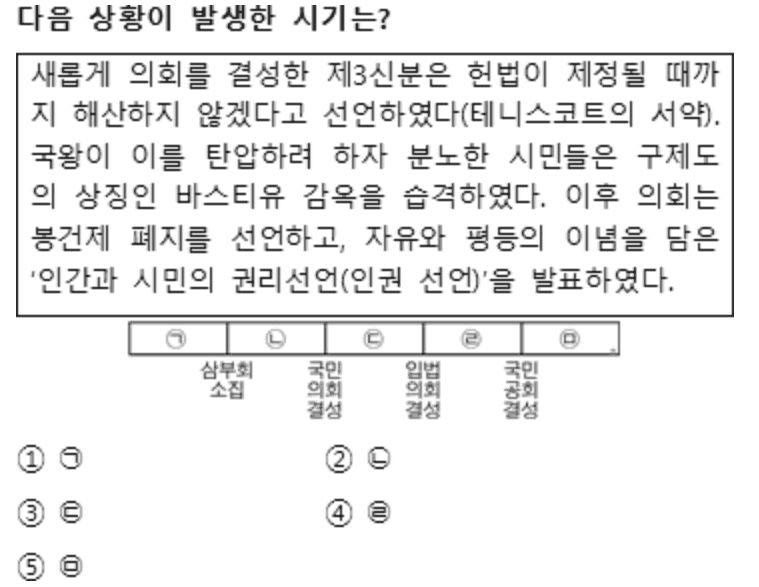 다음 상황이 발생한 시기는?
새롭게 의회를 결성한 제3신분은 헌법이 제정될 때까
지 해산하지 않겠다고 선언하였다(테니스코트의 서약).
국왕이 이를 탄압하려 하자 분노한 시민들은 구제도
의 상징인 바스티유 감옥을 습격하였다. 이후 의회는
봉건제 폐지를 선언하고, 자유와 평등의 이념을 담은
‘인간과 시민의 권리선언(인권 선언)’을 발표하였다.
㉠ ㉡ ㉢ ㉣ ㉤
삼부회 국민 입법 국민
소집 의회 의회 공회
결성 결성 결성
① ㉠ ② ㉡
③ ㉢ ④ ㉣
⑤ ㉤